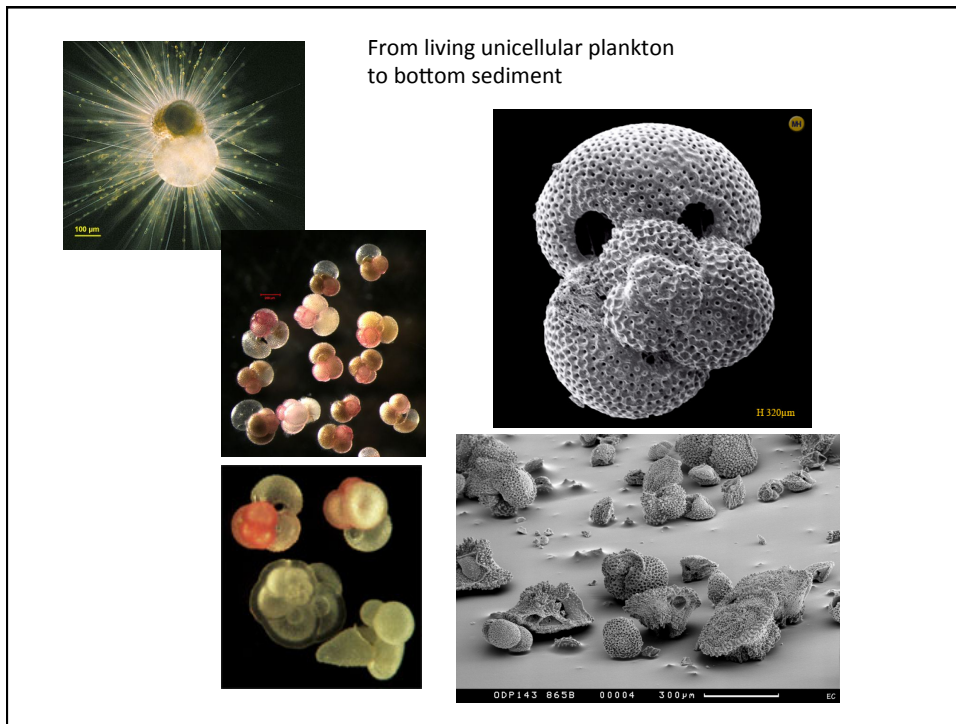 From living unicellular plankton
to bottom sediment
100 µm
MH
H 320µm
ODP143 865B 00004 300µm
EC